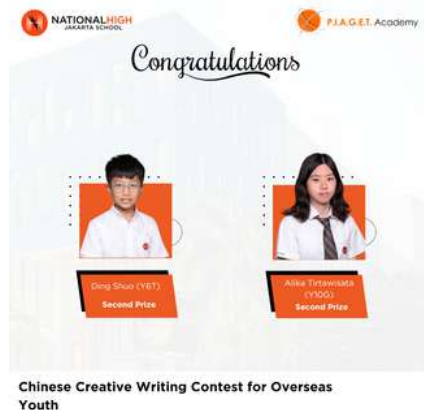 NATIONALHIGH
JAKARTA SCHOOL
P.I.A.G.E.T. Academy
Congratulations
Ding Shuo (Y6T)
Second Prize
Alika Tirtawisata
(Y10G)
Second Prize
Chinese Creative Writing Contest for Overseas
Youth